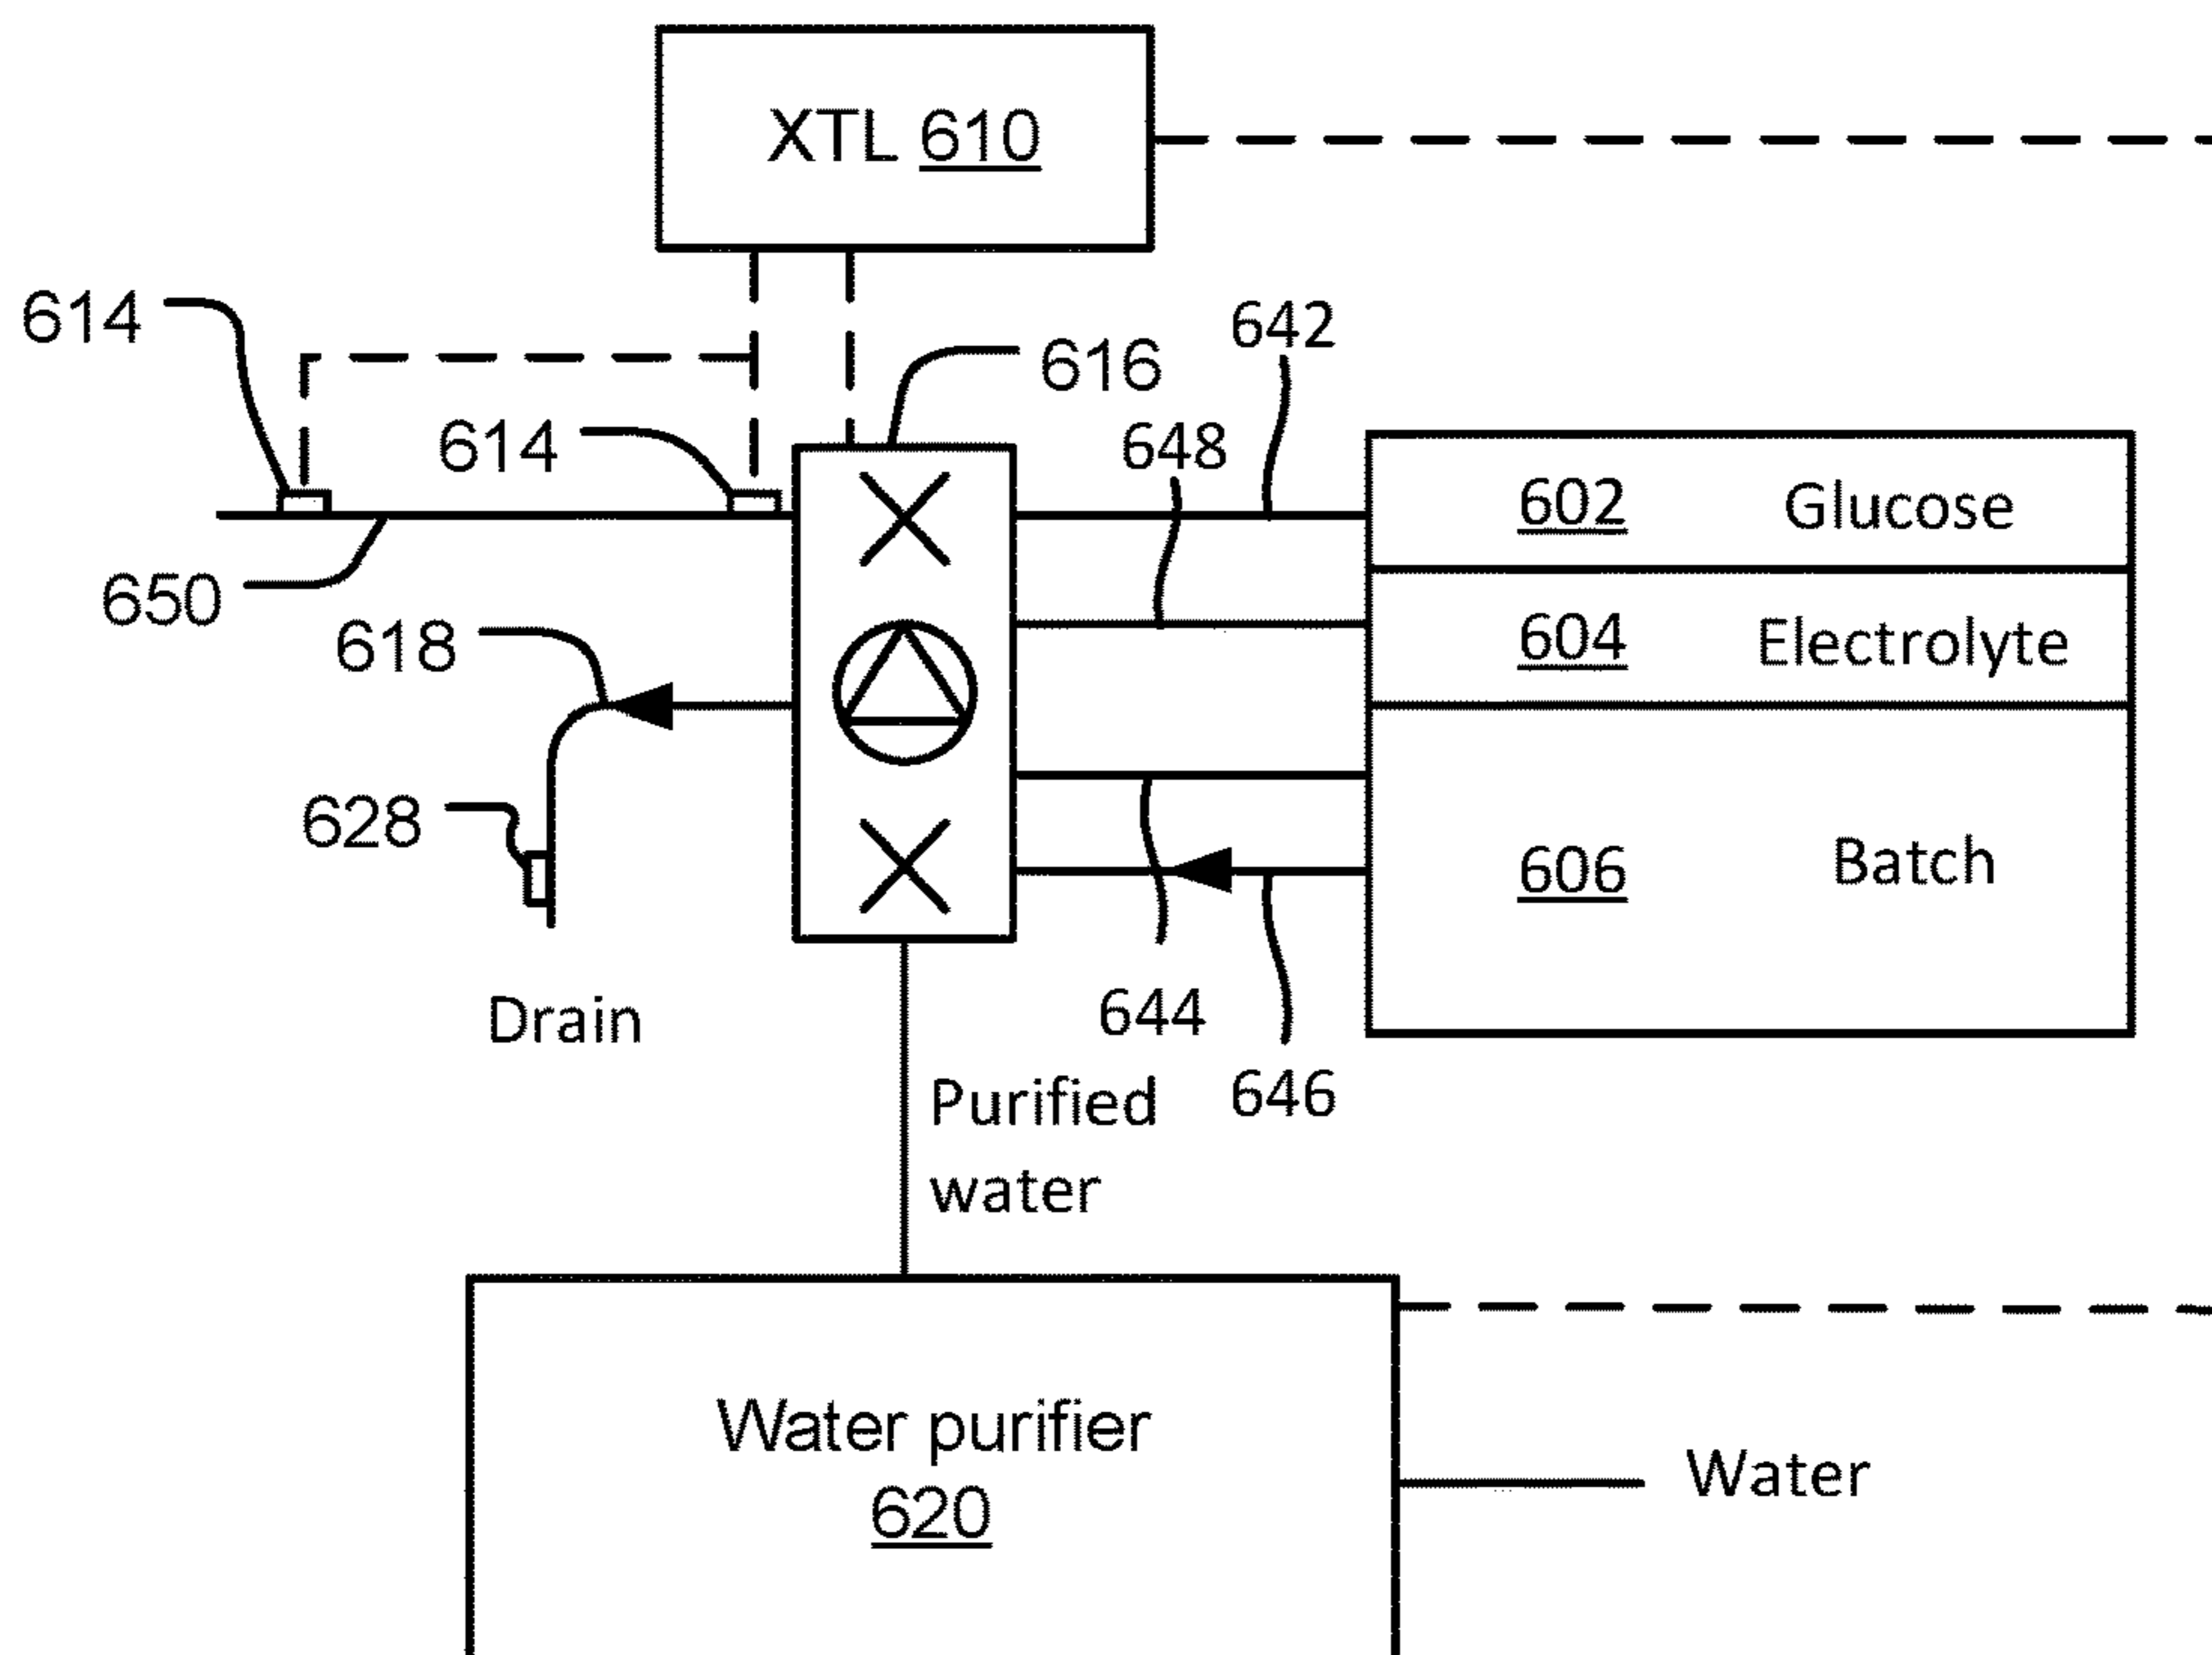 XTL 610
614
642
616
614
648
602 Glucose
650
618
604 Electrolyte
628
606 Batch
Drain
644
646
Purified
water
Water purifier
620
Water